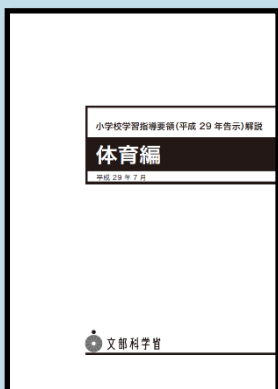 小学校学習指導要領(平成 29 年告示)解説
体育編
平成 29 年 7 月
文部科学省